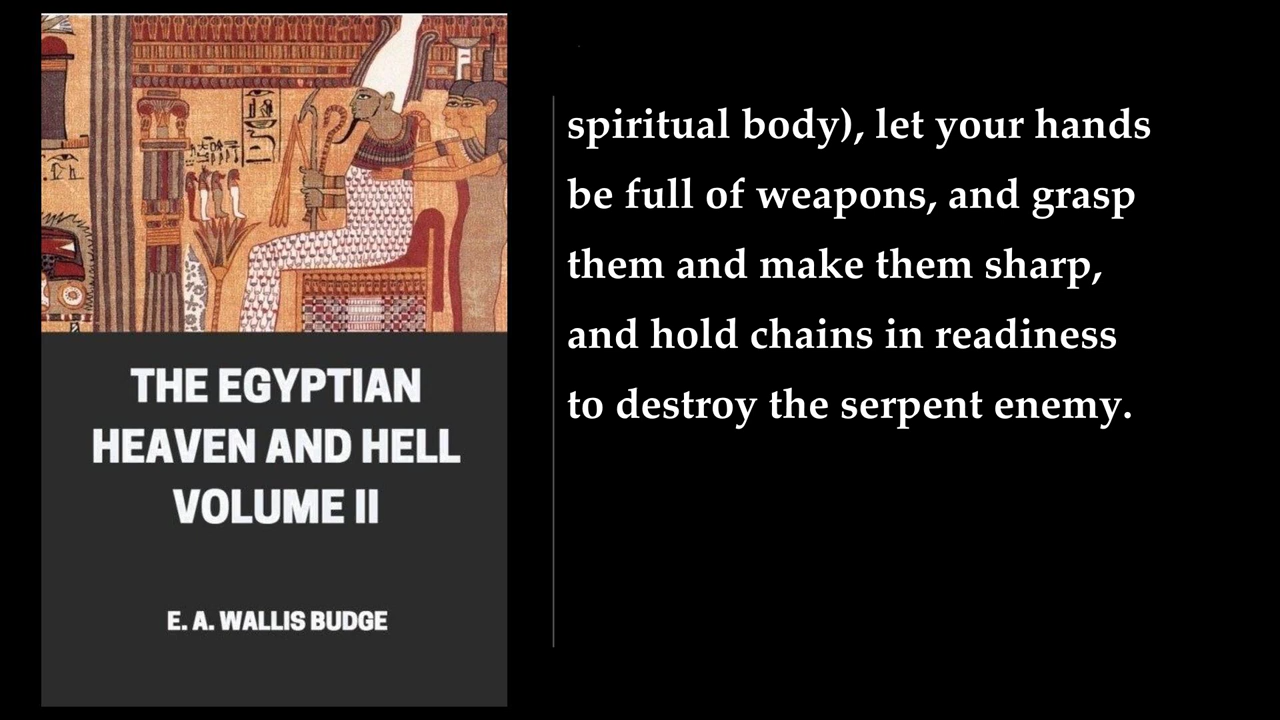 THE EGYPTIAN
HEAVEN AND HELL
VOLUME II
E. A. WALLIS BUDGE
spiritual body), let your hands
be full of weapons, and grasp
them and make them sharp,
and hold chains in readiness
to destroy the serpent enemy.